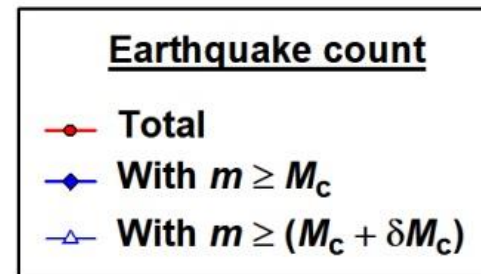 Earthquake count
Total
With m ≥ Mc
With m ≥ (Mc + δMc)